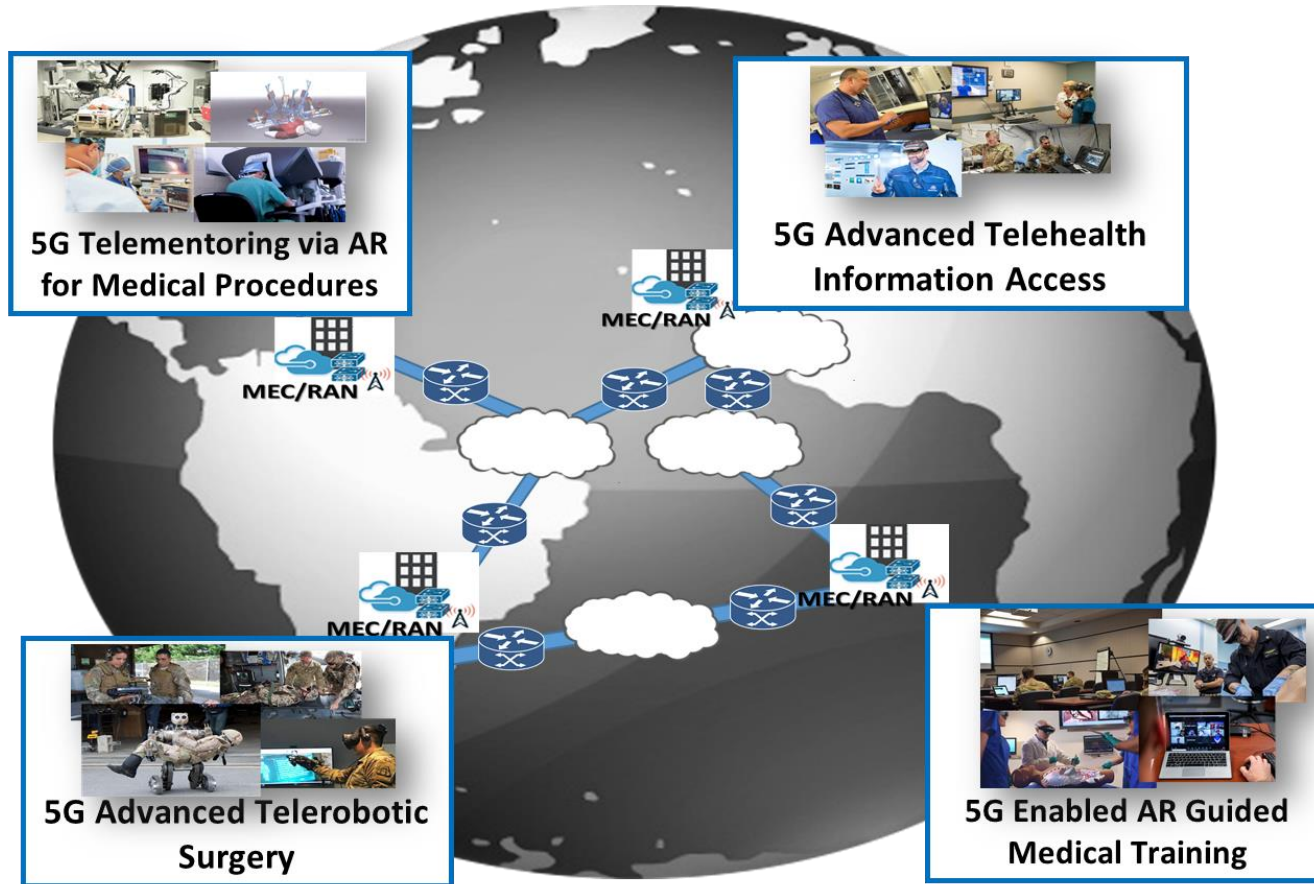 5G Telementoring via AR
for Medical Procedures
5G Advanced Telehealth
Information Access
MEC/RAN
MEC/RAN
MEC/RAN
MEC/RAN
5G Advanced Telerobotic
Surgery
5G Enabled AR Guided
Medical Training